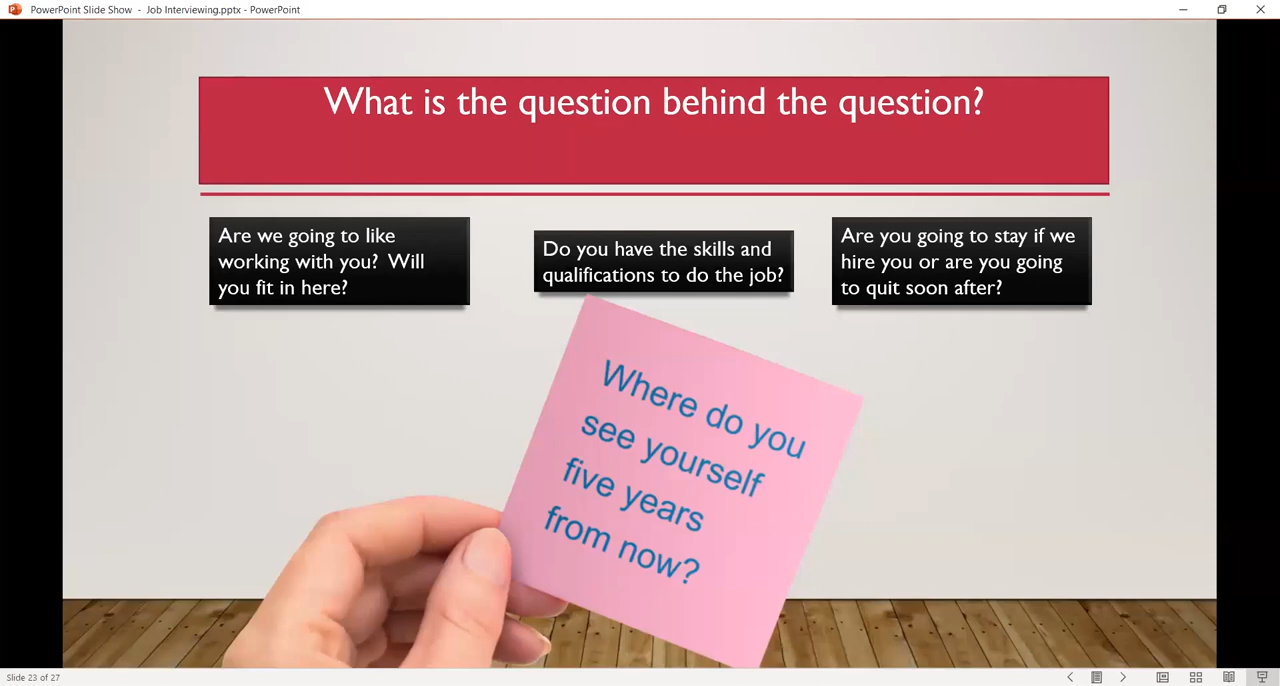 PowerPoint Slide Show - Job Interviewing.pptx - PowerPoint
What is the question behind the question?
Are we going to like
working with you? Will
you fit in here?
Do you have the skills and
qualifications to do the job?
Are you going to stay if we
hire you or are you going
to quit soon after?
Where do you
see yourself
five years
from now?
Slide 23 of 27